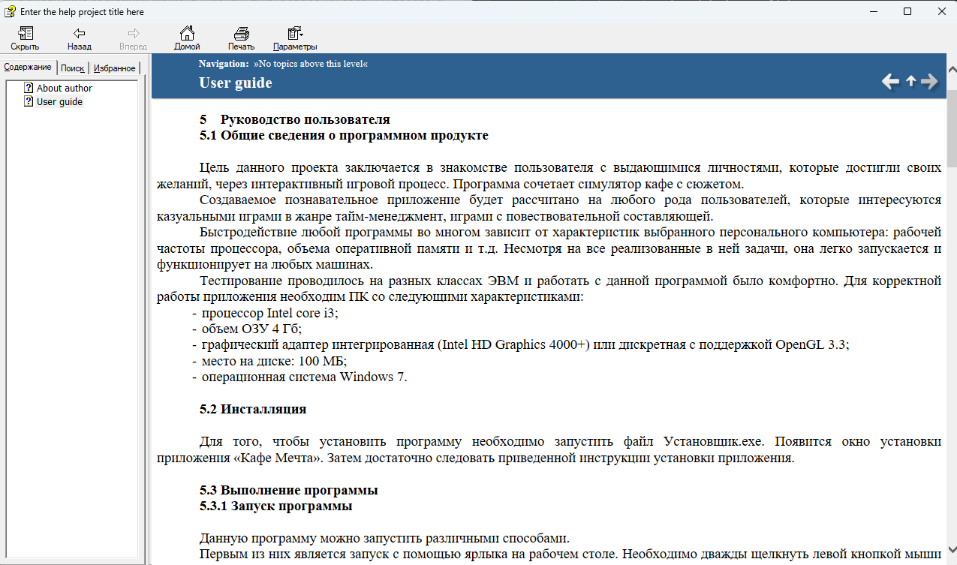 Enter the help project title here
Скрыть Назад Вперед Домой Печать Параметры
Содержание Поиск Избранное
About author
User guide
Navigation: »No topics above this level«
User guide
5 Руководство пользователя
5.1 Общие сведения о программном продукте
Цель данного проекта заключается в знакомстве пользователя с выдающимися личностями, которые достигли своих
желаний, через интерактивный игровой процесс. Программа сочетает симулятор кафе с сюжетом.
Создаваемое познавательное приложение будет рассчитано на любого рода пользователей, которые интересуются
казуальными играми в жанре тайм-менеджмент, играми с повествовательной составляющей.
Быстродействие любой программы во многом зависит от характеристик выбранного персонального компьютера: рабочей
частоты процессора, объема оперативной памяти и т.д. Несмотря на все реализованные в ней задачи, она легко запускается и
функционирует на любых машинах.
Тестирование проводилось на разных классах ЭВМ и работать с данной программой было комфортно. Для корректной
работы приложения необходим ПК со следующими характеристиками:
- процессор Intel core i3;
- объем ОЗУ 4 Гб;
- графический адаптер интегрированная (Intel HD Graphics 4000+) или дискретная с поддержкой OpenGL 3.3;
- место на диске: 100 МБ;
- операционная система Windows 7.
5.2 Инсталляция
Для того, чтобы установить программу необходимо запустить файл Установщик.exe. Появится окно установки
приложения «Кафе Мечта». Затем достаточно следовать приведенной инструкции установки приложения.
5.3 Выполнение программы
5.3.1 Запуск программы
Данную программу можно запустить различными способами.
Первым из них является запуск с помощью ярлыка на рабочем столе. Необходимо дважды щелкнуть левой кнопкой мыши